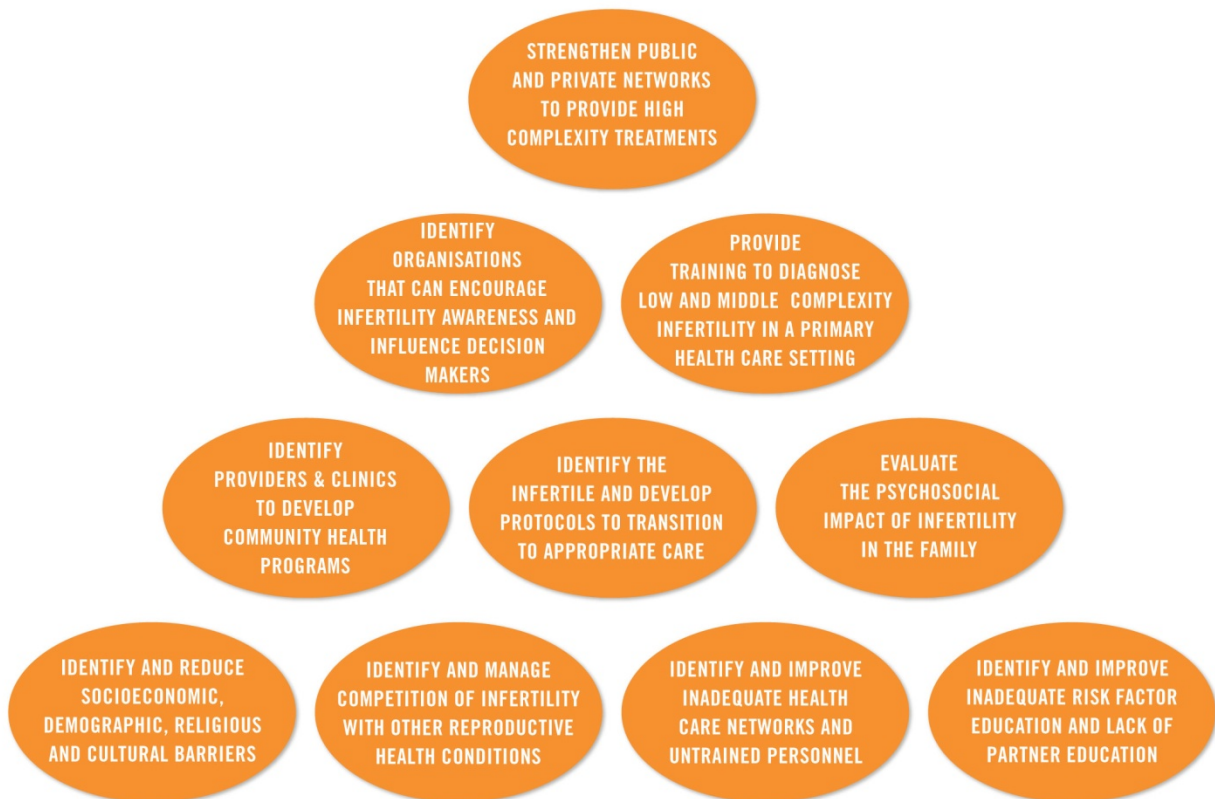 STRENGTHEN PUBLIC
AND PRIVATE NETWORKS
TO PROVIDE HIGH
COMPLEXITY TREATMENTS
IDENTIFY
ORGANISATIONS
THAT CAN ENCOURAGE
INFERTILITY AWARENESS AND
INFLUENCE DECISION
MAKERS
PROVIDE
TRAINING TO DIAGNOSE
LOW AND MIDDLE COMPLEXITY
INFERTILITY IN A PRIMARY
HEALTH CARE SETTING
IDENTIFY
PROVIDERS & CLINICS
TO DEVELOP
COMMUNITY HEALTH
PROGRAMS
IDENTIFY THE
INFERTILE AND DEVELOP
PROTOCOLS TO TRANSITION
TO APPROPRIATE CARE
EVALUATE
THE PSYCHOSOCIAL
IMPACT OF INFERTILITY
IN THE FAMILY
IDENTIFY AND REDUCE
SOCIOECONOMIC,
DEMOGRAPHIC, RELIGIOUS
AND CULTURAL BARRIERS
IDENTIFY AND MANAGE
COMPETITION OF INFERTILITY
WITH OTHER REPRODUCTIVE
HEALTH CONDITIONS
IDENTIFY AND IMPROVE
INADEQUATE HEALTH
CARE NETWORKS AND
UNTRAINED PERSONNEL
IDENTIFY AND IMPROVE
INADEQUATE RISK FACTOR
EDUCATION AND LACK OF
PARTNER EDUCATION